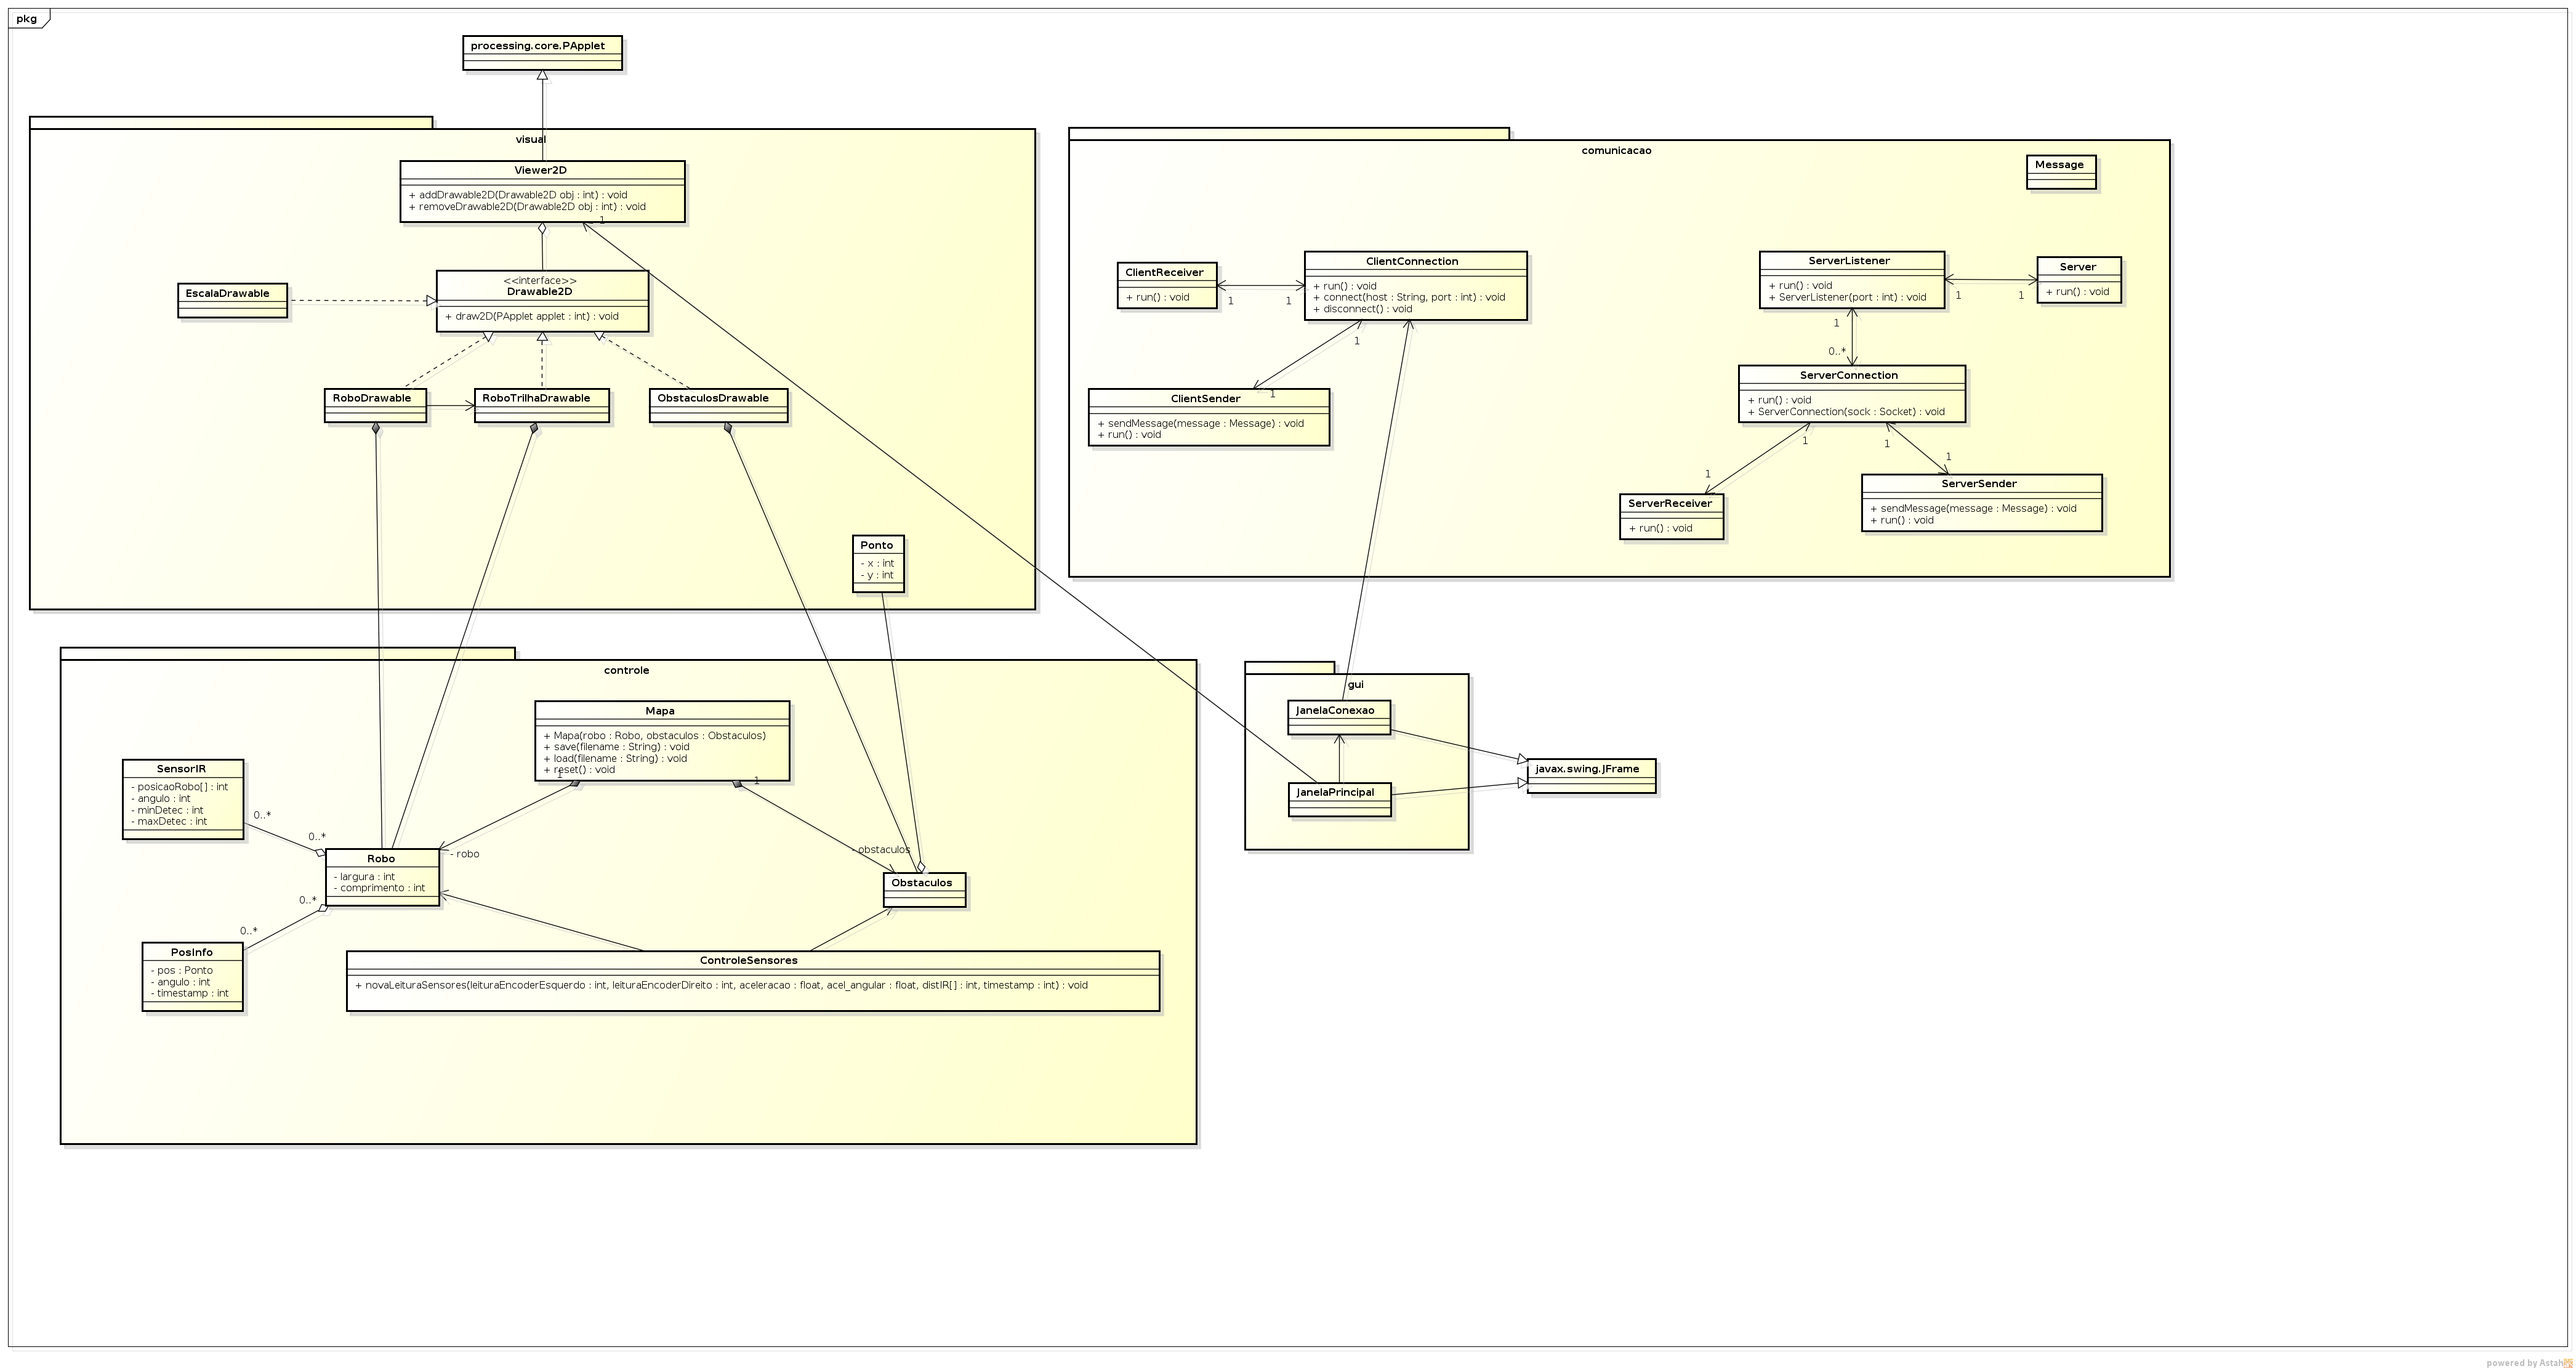 pkg
processing.core.PApplet
visual
Viewer2D
+ addDrawable2D(Drawable2D obj : int) : void
+ removeDrawable2D(Drawable2D obj : int) : void
1
EscalaDrawable
<<interface>>
Drawable2D
+ draw2D(PApplet applet : int) : void
RoboDrawable
RoboTrilhaDrawable
ObstaculosDrawable
Ponto
- x : int
- y : int
comunicacao
Message
ClientReceiver
+ run() : void
1
1
ClientConnection
+ run() : void
+ connect(host : String, port : int) : void
+ disconnect() : void
1
1
ClientSender
+ sendMessage(message : Message) : void
+ run() : void
ServerListener
+ run() : void
+ ServerListener(port : int) : void
1
1
Server
+ run() : void
1
0..*
ServerConnection
+ run() : void
+ ServerConnection(sock : Socket) : void
1
1
1
1
ServerReceiver
+ run() : void
ServerSender
+ sendMessage(message : Message) : void
+ run() : void
controle
Mapa
+ Mapa(robo : Robo, obstaculos : Obstaculos)
+ save(filename : String) : void
+ load(filename : String) : void
+ reset() : void
1
1
SensorIR
- posicaoRobo[] : int
- angulo : int
- minDetec : int
- maxDetec : int
0..*
0..*
Robo
- largura : int
- comprimento : int
- robo
- obstaculos
Obstaculos
0..*
0..*
PosInfo
- pos : Ponto
- angulo : int
- timestamp : int
ControleSensores
+ novaLeituraSensores(leituraEncoderEsquerdo : int, leituraEncoderDireito : int, aceleracao : float, acel_angular : float, distIR[] : int, timestamp : int) : void
gui
JanelaConexao
JanelaPrincipal
javax.swing.JFrame
powered by Astah